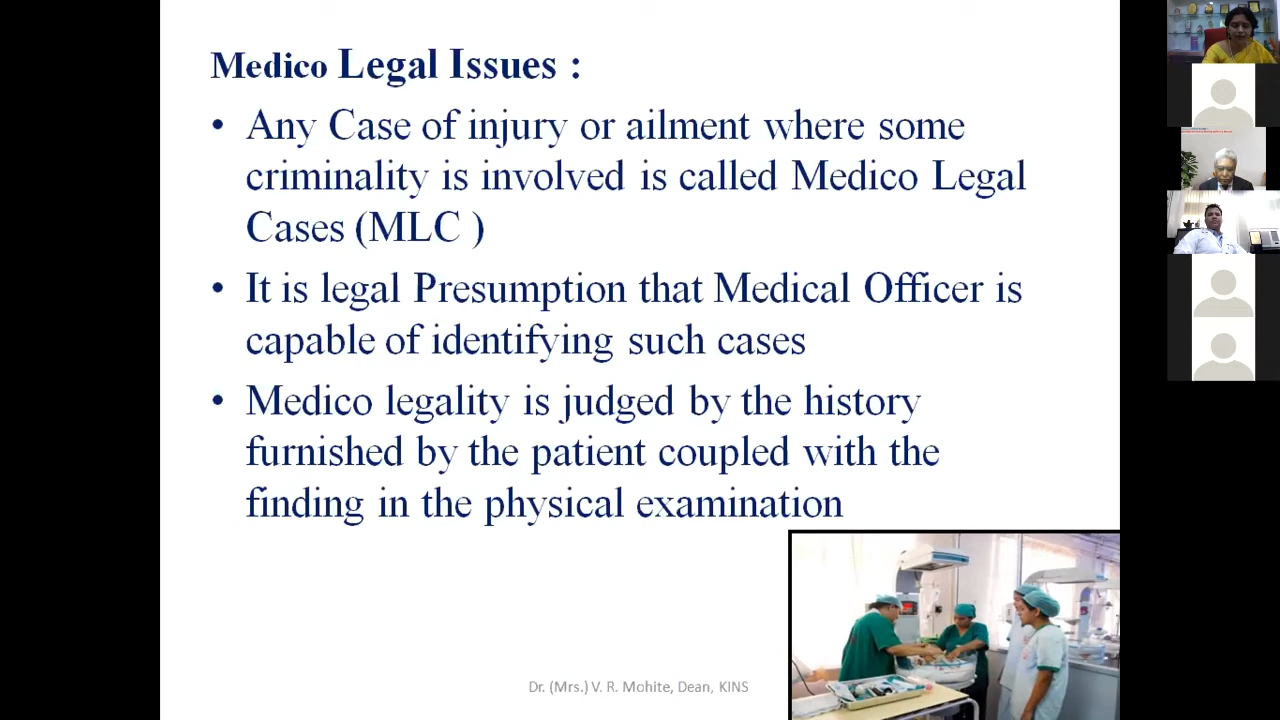 Medico Legal Issues :
• Any Case of injury or ailment where some
criminality is involved is called Medico Legal
Cases (MLC )
• It is legal Presumption that Medical Officer is
capable of identifying such cases
• Medico legality is judged by the history
furnished by the patient coupled with the
finding in the physical examination
Dr. (Mrs.) V. R. Mohite, Dean, KINS